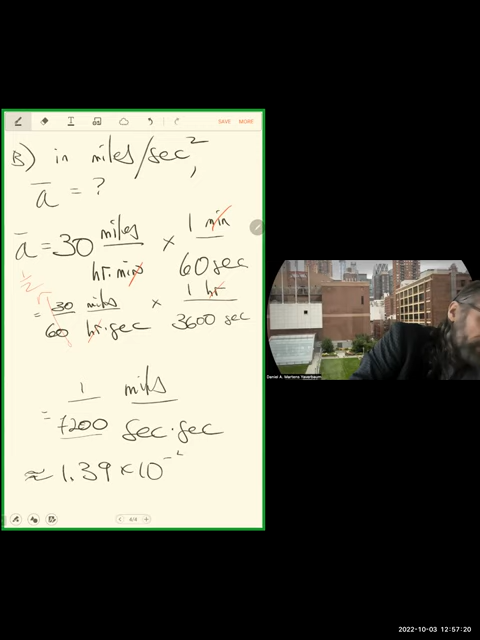 SAVE MORE
B) in miles/sec²,
a̅ = ?
a̅ = 30 miles/hr·min × 1 min/60 sec
1/2
= 30/60 miles/hr·sec × 1 hr/3600 sec
= 1/7200 miles/sec·sec
≈ 1.39 × 10⁻
4/4
Daniel A. Martens Yaverbaum
2022-10-03 12:57:20